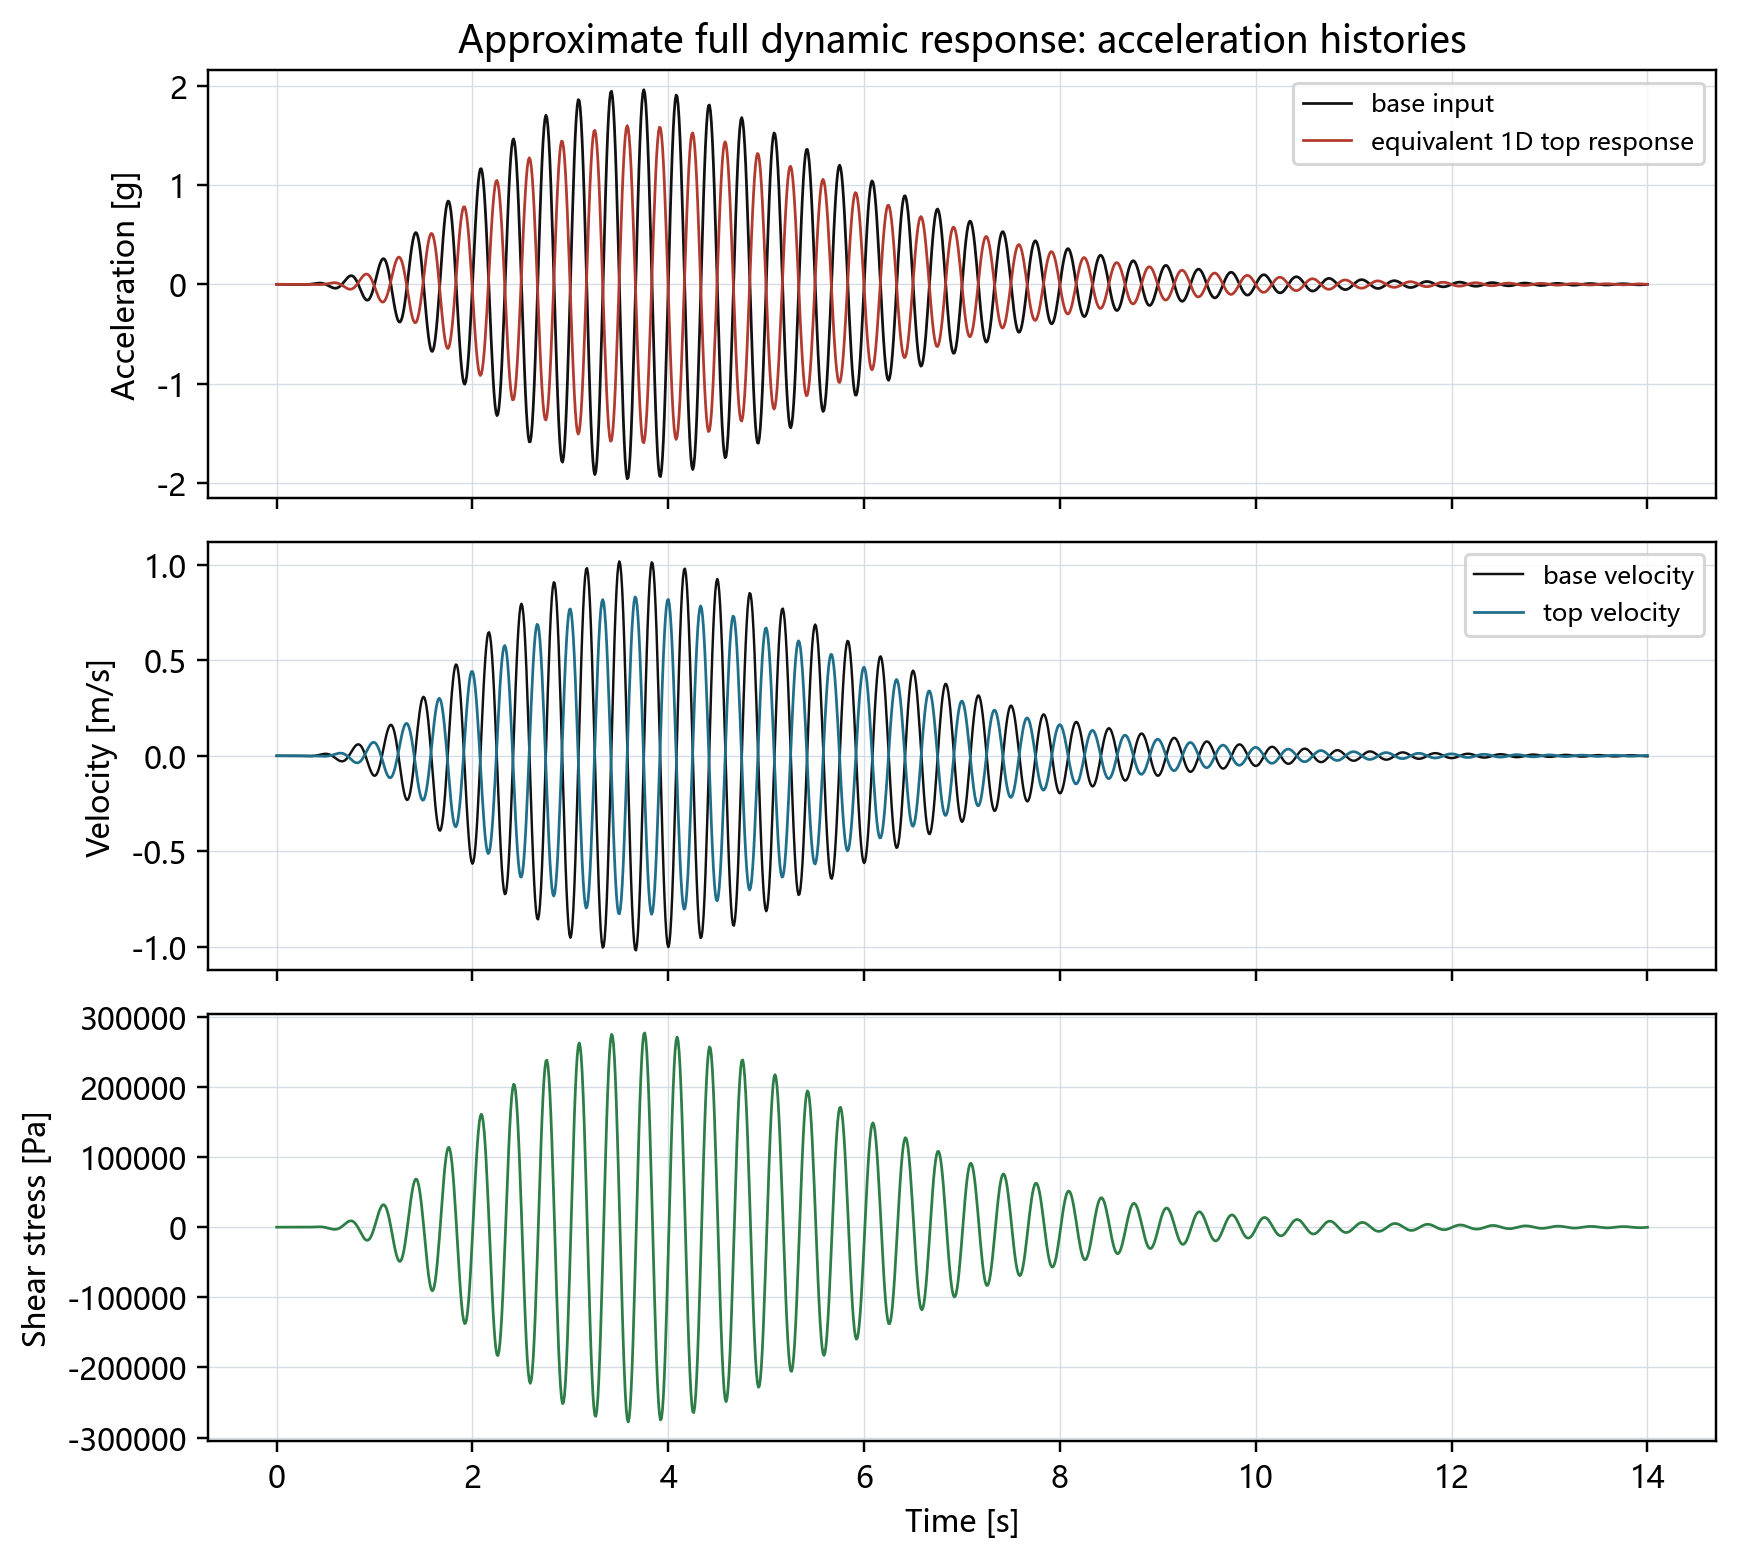 Approximate full dynamic response: acceleration histories
2
1
0
-1
-2
Acceleration [g]
base input
equivalent 1D top response
1.0
0.5
0.0
-0.5
-1.0
Velocity [m/s]
base velocity
top velocity
300000
200000
100000
0
-100000
-200000
-300000
Shear stress [Pa]
0 2 4 6 8 10 12 14
Time [s]